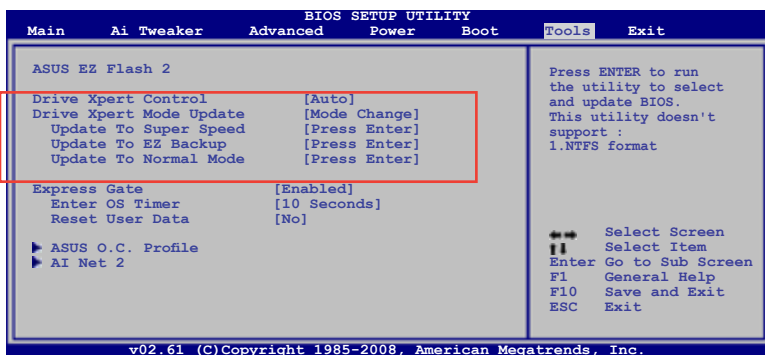 BIOS SETUP UTILITY
Main Ai Tweaker Advanced Power Boot Tools Exit
ASUS EZ Flash 2
Drive Xpert Control [Auto]
Drive Xpert Mode Update [Mode Change]
Update To Super Speed [Press Enter]
Update To EZ Backup [Press Enter]
Update To Normal Mode [Press Enter]
Express Gate [Enabled]
Enter OS Timer [10 Seconds]
Reset User Data [No]
ASUS O.C. Profile
AI Net 2
Press ENTER to run
the utility to select
and update BIOS.
This utility doesn't
support :
1.NTFS format
Select Screen
Select Item
Enter Go to Sub Screen
F1 General Help
F10 Save and Exit
ESC Exit
v02.61 (C)Copyright 1985-2008, American Megatrends, Inc.